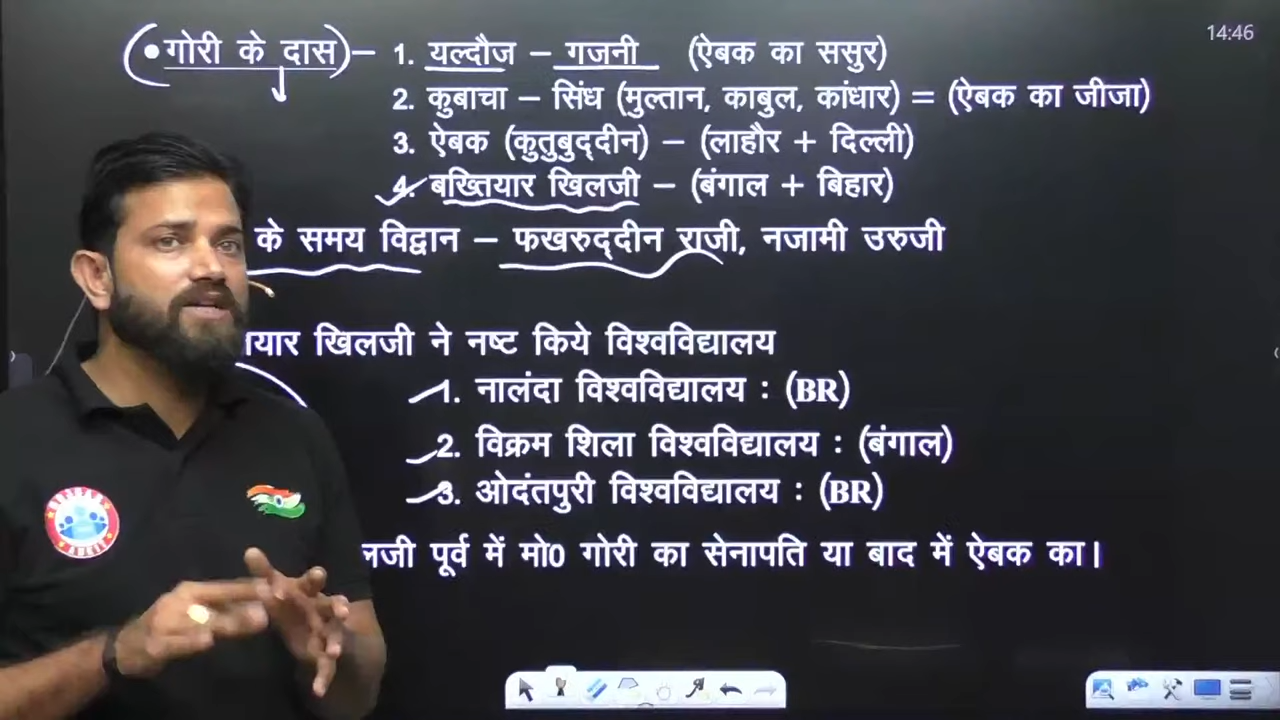 14:46
• गोरी के दास – 1. यल्दौज – गजनी (ऐबक का ससुर)
2. कुबाचा – सिंध (मुल्तान, काबुल, कांधार) = (ऐबक का जीजा)
3. ऐबक (कुतुबुद्दीन) – (लाहौर + दिल्ली)
4. बख्तियार खिलजी – (बंगाल + बिहार)
के समय विद्वान – फखरुद्दीन राजी, नजामी उरुजी
यार खिलजी ने नष्ट किये विश्वविद्यालय
1. नालंदा विश्वविद्यालय : (BR)
2. विक्रम शिला विश्वविद्यालय : (बंगाल)
3. ओदंतपुरी विश्वविद्यालय : (BR)
लजी पूर्व में मो0 गोरी का सेनापति या बाद में ऐबक का।